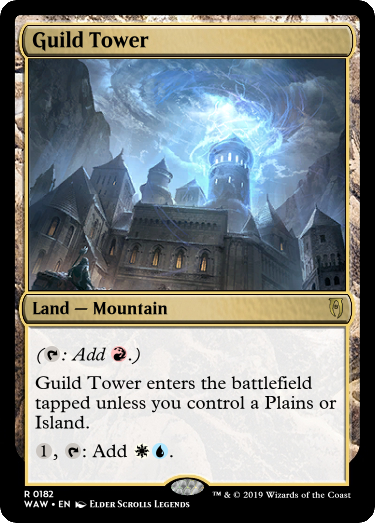 Guild Tower
Land — Mountain
(T: Add R.)
Guild Tower enters the battlefield
tapped unless you control a Plains or
Island.
1, T: Add WU.
R 0182
WAW • EN Elder Scrolls Legends
™ & © 2019 Wizards of the Coast